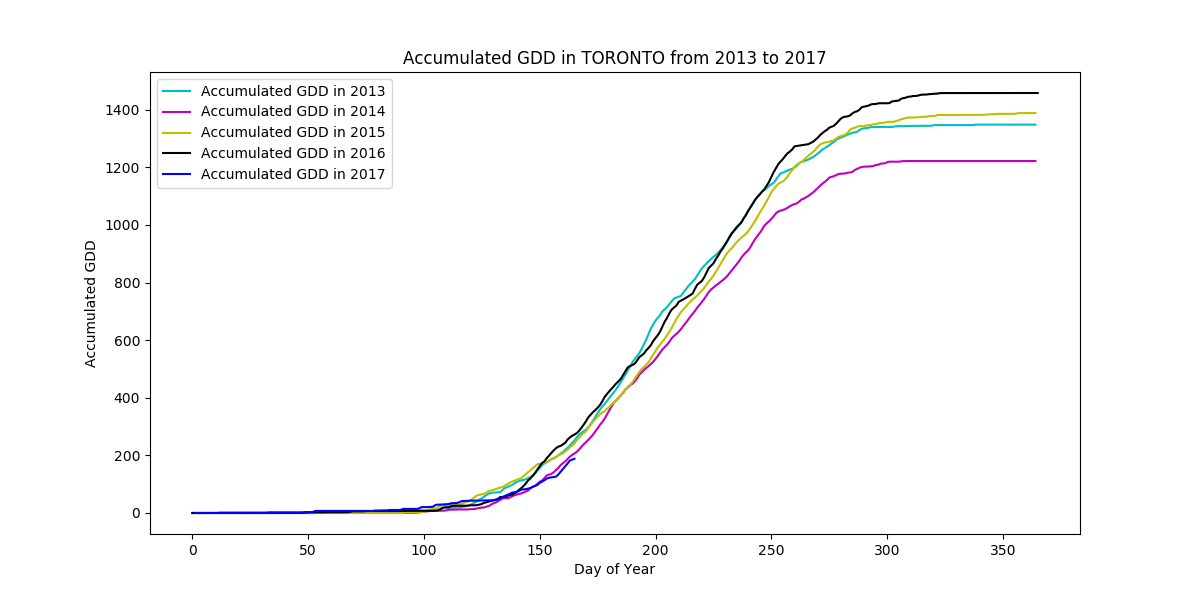 Accumulated GDD in TORONTO from 2013 to 2017
Accumulated GDD in 2013
Accumulated GDD in 2014
Accumulated GDD in 2015
Accumulated GDD in 2016
Accumulated GDD in 2017
Accumulated GDD
1400
1200
1000
800
600
400
200
0
0 50 100 150 200 250 300 350
Day of Year